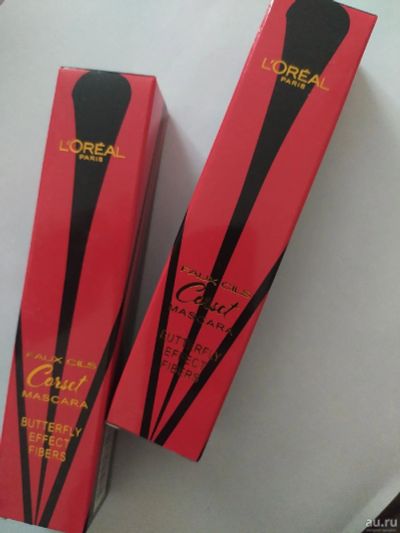 L'ORÉAL
PARIS
FAUX CILS
Corset
MASCARA
BUTTERFLY
EFFECT
FIBERS
L'ORÉAL
PARIS
FAUX CILS
Corset
MASCARA
BUTTERFLY
EFFECT
FIBERS
au.ru